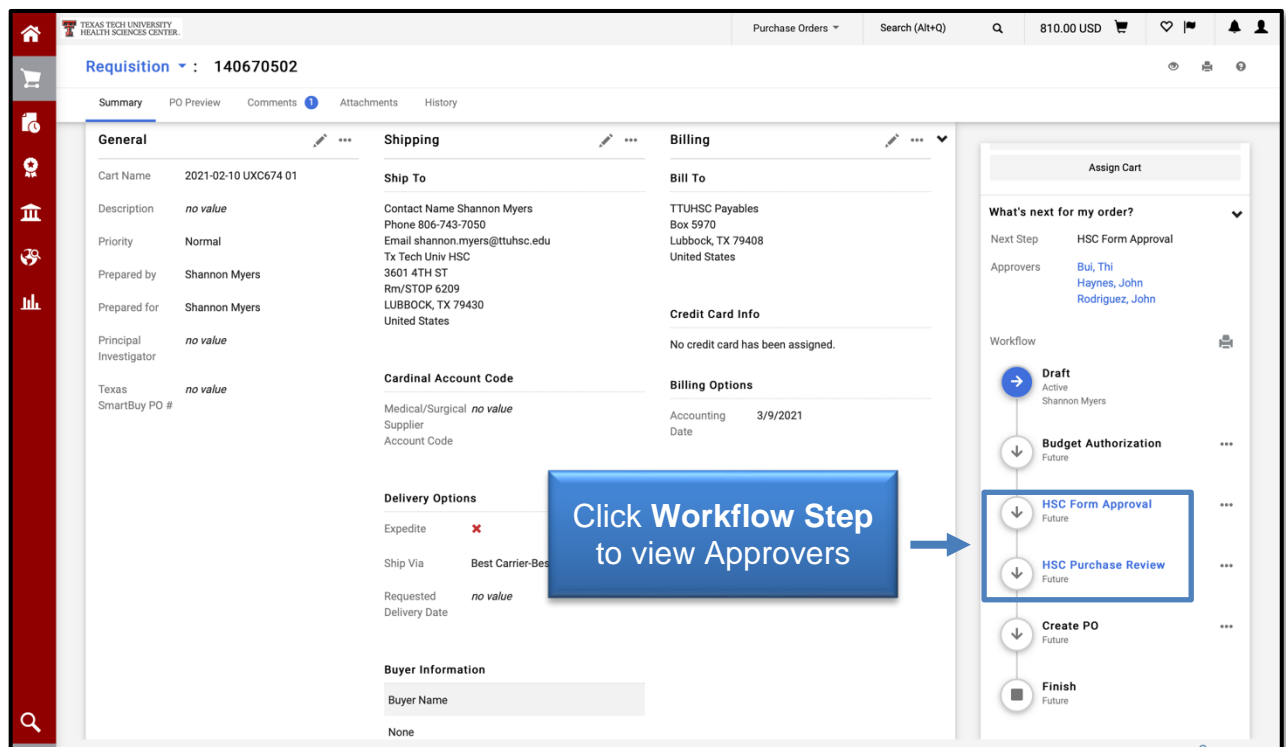 TEXAS TECH UNIVERSITY
HEALTH SCIENCES CENTER.
Purchase Orders
Search (Alt+Q)
810.00 USD
Requisition : 140670502
Summary
PO Preview
Comments 1
Attachments
History
General
Cart Name 2021-02-10 UXC674 01
Description no value
Priority Normal
Prepared by Shannon Myers
Prepared for Shannon Myers
Principal no value
Investigator
Texas no value
SmartBuy PO #
Shipping
Ship To
Contact Name Shannon Myers
Phone 806-743-7050
Email shannon.myers@ttuhsc.edu
Tx Tech Univ HSC
3601 4TH ST
Rm/STOP 6209
LUBBOCK, TX 79430
United States
Cardinal Account Code
Medical/Surgical no value
Supplier
Account Code
Delivery Options
Expedite
Ship Via Best Carrier-Bes
Requested no value
Delivery Date
Buyer Information
Buyer Name
None
Billing
Bill To
TTUHSC Payables
Box 5970
Lubbock, TX 79408
United States
Credit Card Info
No credit card has been assigned.
Billing Options
Accounting 3/9/2021
Date
Click Workflow Step
to view Approvers
Assign Cart
What's next for my order?
Next Step HSC Form Approval
Approvers Bui, Thi
Haynes, John
Rodriguez, John
Workflow
Draft
Active
Shannon Myers
Budget Authorization
Future
HSC Form Approval
Future
HSC Purchase Review
Future
Create PO
Future
Finish
Future